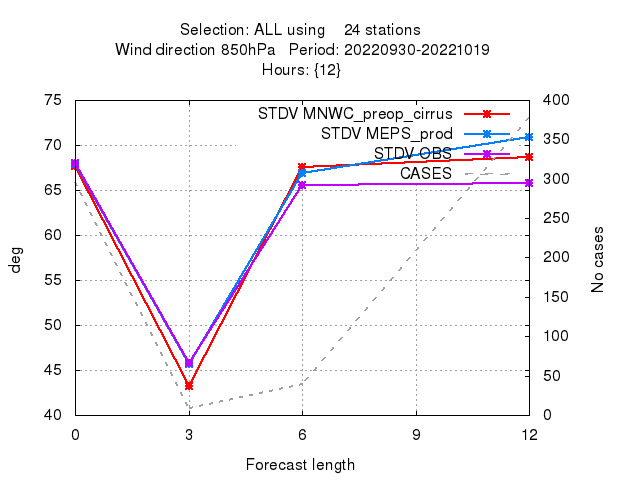 Selection: ALL using    24 stations
Wind direction 850hPa   Period: 20220930-20221019
Hours: {12}
STDV MNWC_preop_cirrus
STDV MEPS_prod
STDV OBS
CASES
75
70
65
60
55
50
45
40
400
350
300
250
200
150
100
50
0
deg
No cases
0
3
6
9
12
Forecast length